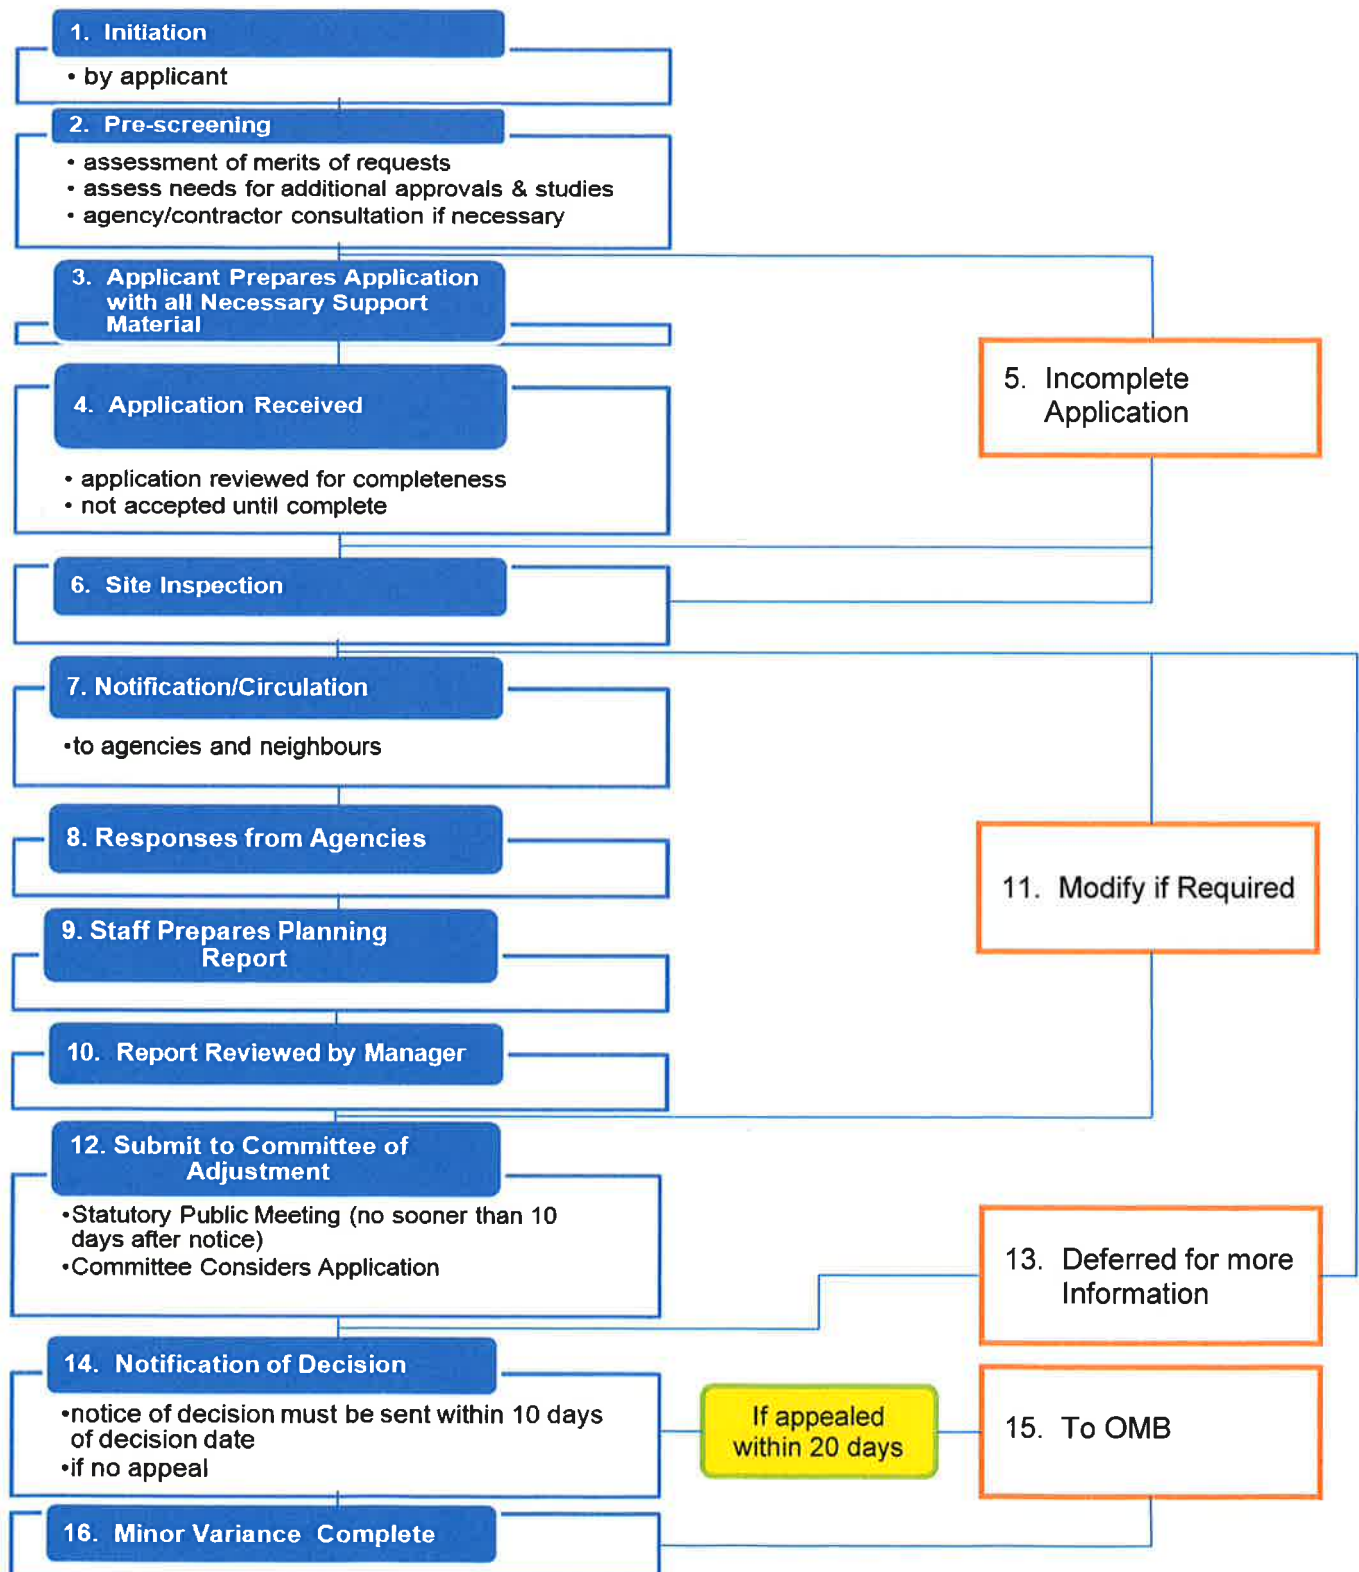 1. Initiation
• by applicant
2. Pre-screening
• assessment of merits of requests
• assess needs for additional approvals & studies
• agency/contractor consultation if necessary
3. Applicant Prepares Application
with all Necessary Support
Material
4. Application Received
• application reviewed for completeness
• not accepted until complete
5. Incomplete
Application
6. Site Inspection
7. Notification/Circulation
•to agencies and neighbours
8. Responses from Agencies
9. Staff Prepares Planning
Report
10. Report Reviewed by Manager
11. Modify if Required
12. Submit to Committee of
Adjustment
•Statutory Public Meeting (no sooner than 10
days after notice)
•Committee Considers Application
13. Deferred for more
Information
14. Notification of Decision
•notice of decision must be sent within 10 days
of decision date
•if no appeal
If appealed
within 20 days
15. To OMB
16. Minor Variance Complete